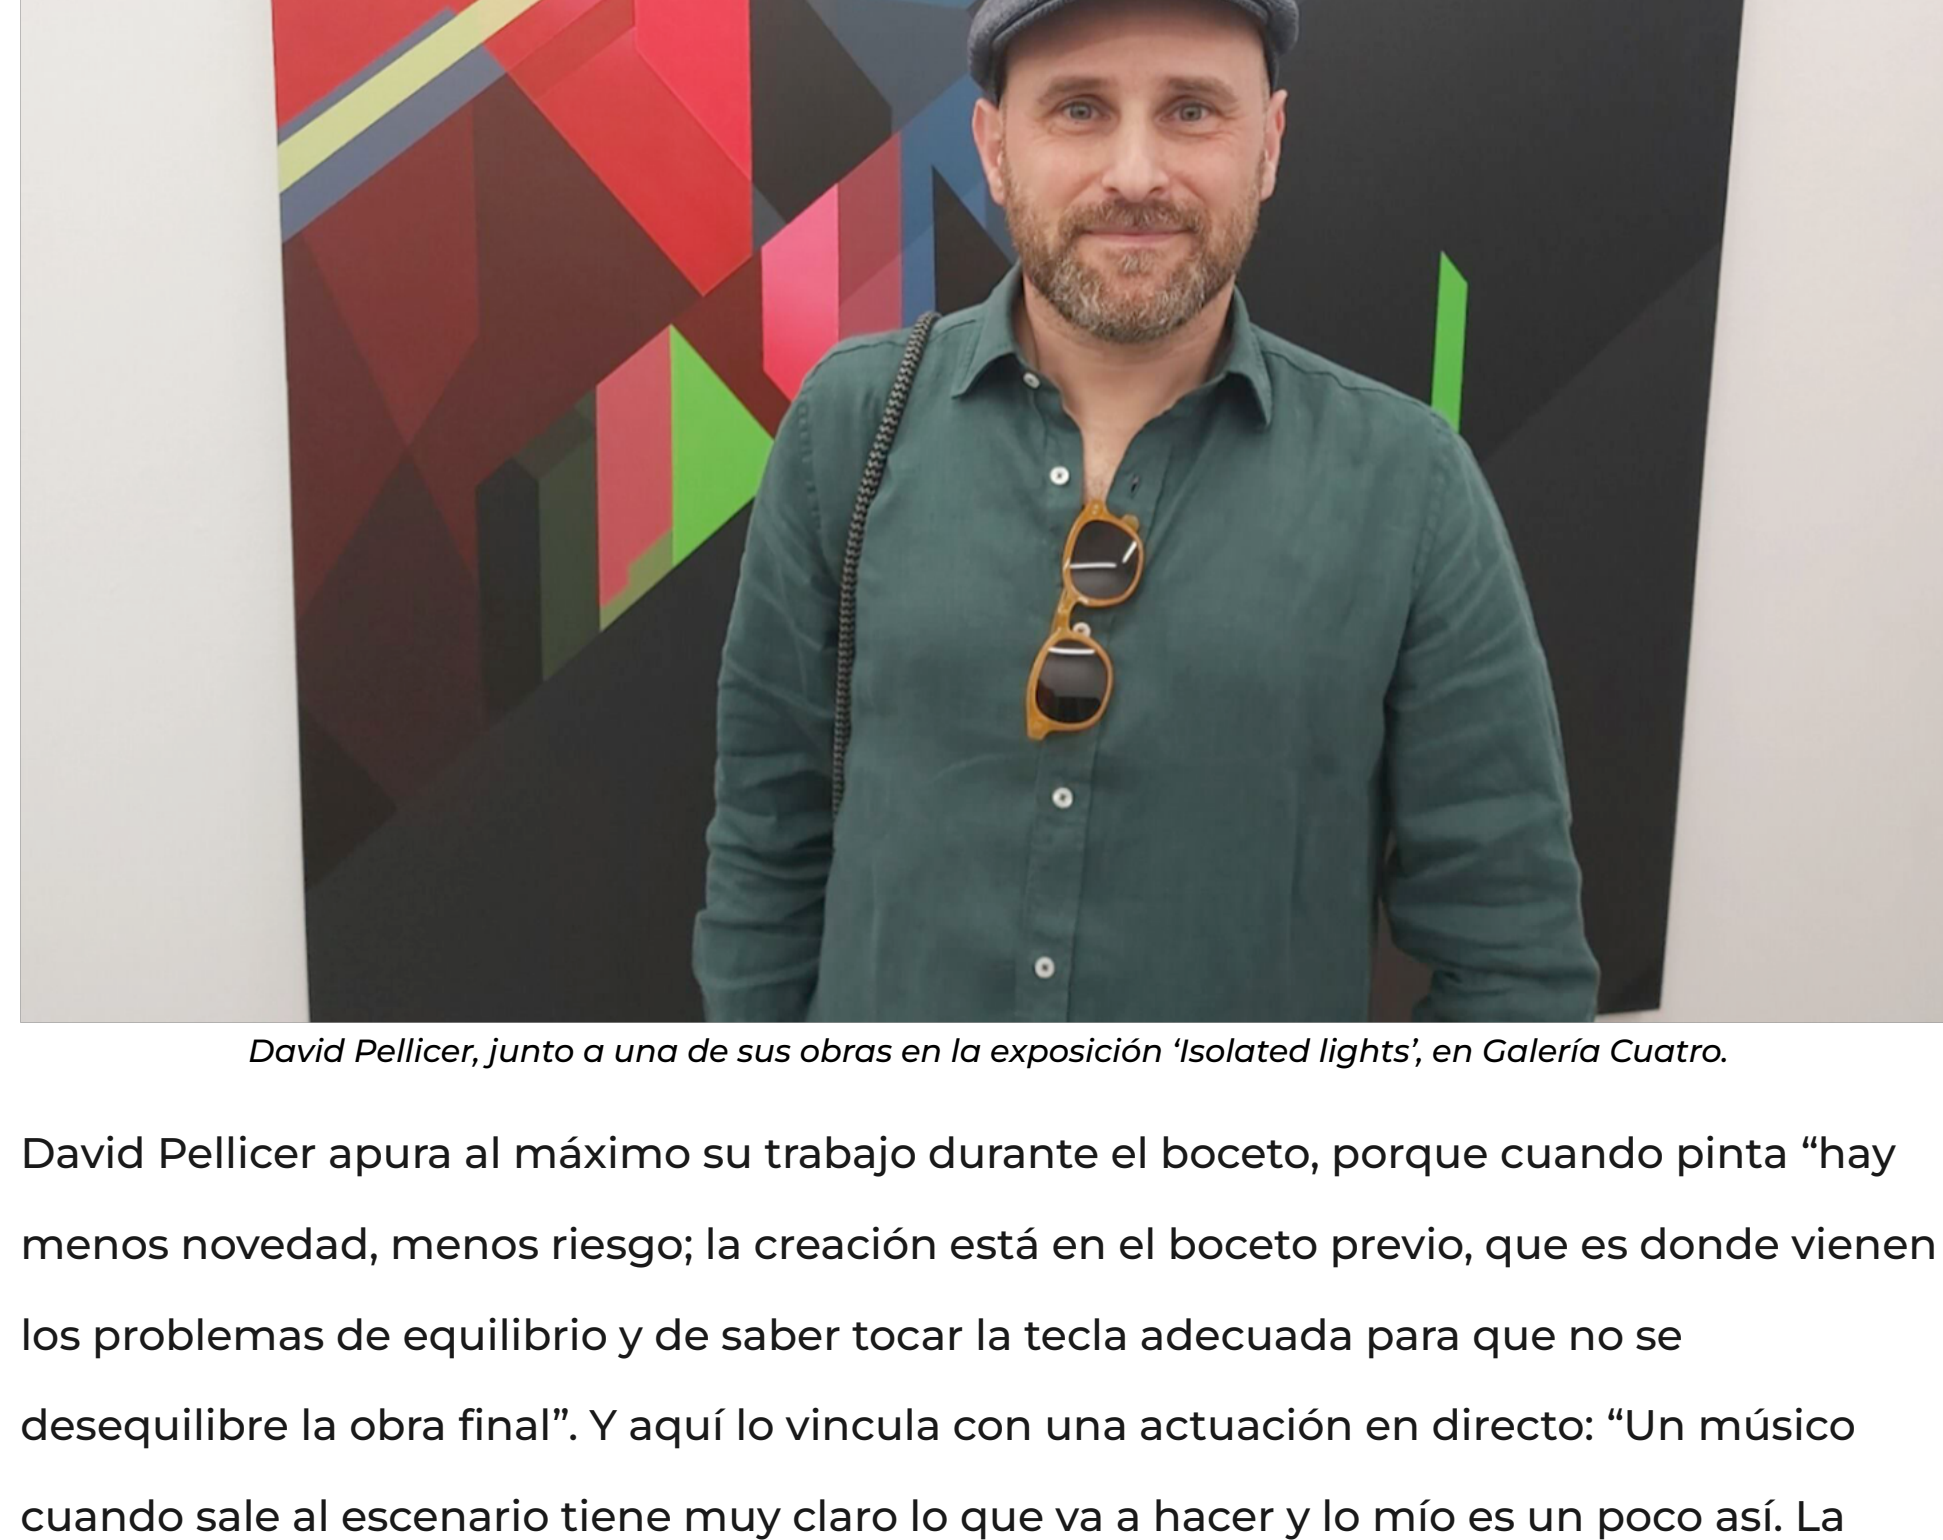 David Pellicer, junto a una de sus obras en la exposición ‘Isolated lights’, en Galería Cuatro.
David Pellicer apura al máximo su trabajo durante el boceto, porque cuando pinta “hay
menos novedad, menos riesgo; la creación está en el boceto previo, que es donde vienen
los problemas de equilibrio y de saber tocar la tecla adecuada para que no se
desequilibre la obra final”. Y aquí lo vincula con una actuación en directo: “Un músico
cuando sale al escenario tiene muy claro lo que va a hacer y lo mío es un poco así. La